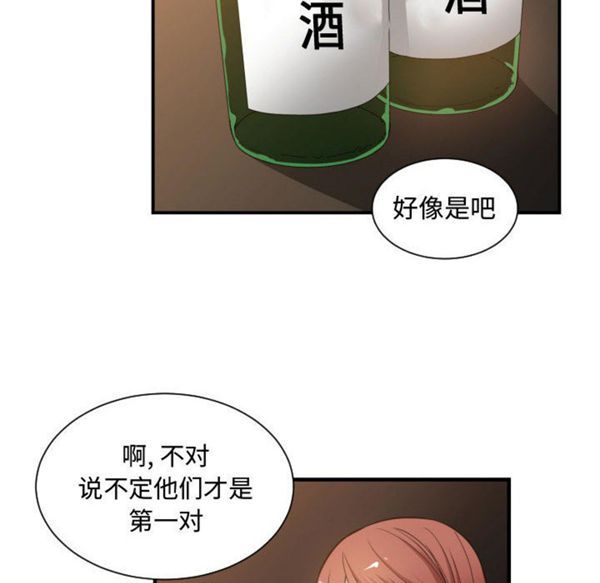 酒
酒
好像是吧
啊, 不对
说不定他们才是
第一对